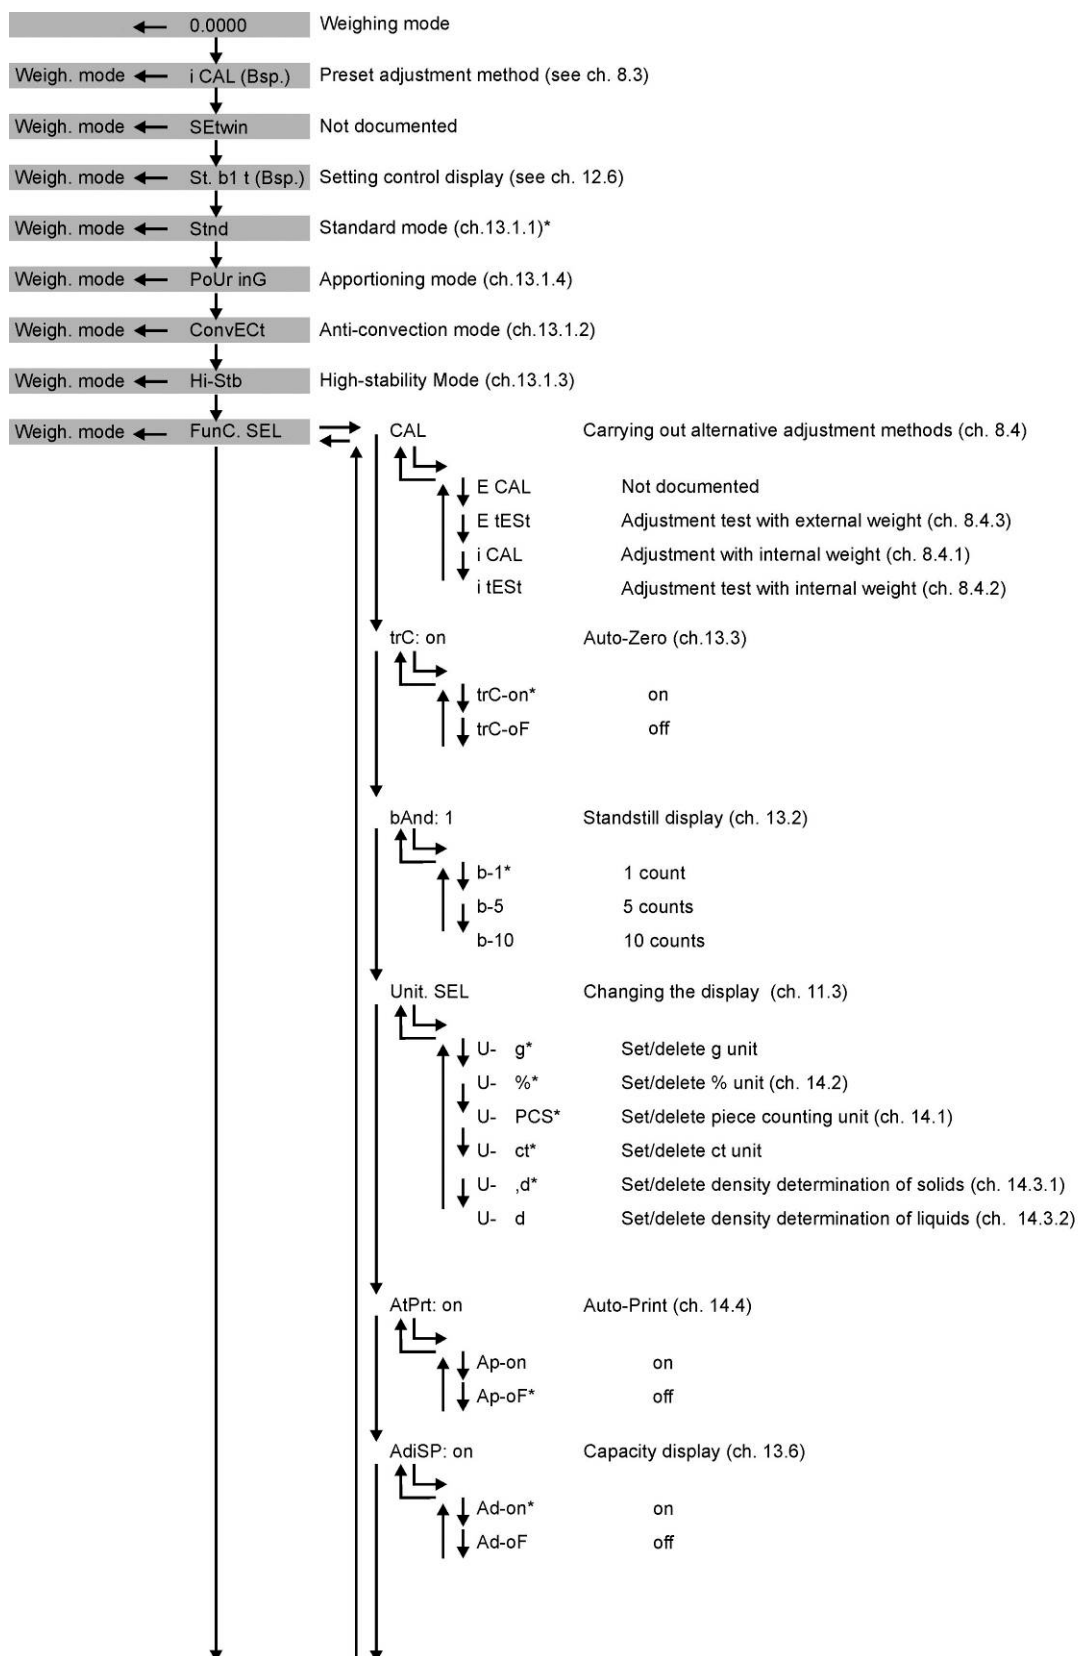 0.0000 Weighing mode
Weigh. mode i CAL (Bsp.) Preset adjustment method (see ch. 8.3)
Weigh. mode SEtwin Not documented
Weigh. mode St. b1 t (Bsp.) Setting control display (see ch. 12.6)
Weigh. mode Stnd Standard mode (ch.13.1.1)*
Weigh. mode PoUr inG Apportioning mode (ch.13.1.4)
Weigh. mode ConvECt Anti-convection mode (ch.13.1.2)
Weigh. mode Hi-Stb High-stability Mode (ch.13.1.3)
Weigh. mode FunC. SEL CAL Carrying out alternative adjustment methods (ch. 8.4)
E CAL Not documented
E tESt Adjustment test with external weight (ch. 8.4.3)
i CAL Adjustment with internal weight (ch. 8.4.1)
i tESt Adjustment test with internal weight (ch. 8.4.2)
trC: on Auto-Zero (ch.13.3)
trC-on* on
trC-oF off
bAnd: 1 Standstill display (ch. 13.2)
b-1* 1 count
b-5 5 counts
b-10 10 counts
Unit. SEL Changing the display (ch. 11.3)
U- g* Set/delete g unit
U- %* Set/delete % unit (ch. 14.2)
U- PCS* Set/delete piece counting unit (ch. 14.1)
U- ct* Set/delete ct unit
U- ,d* Set/delete density determination of solids (ch. 14.3.1)
U- d Set/delete density determination of liquids (ch. 14.3.2)
AtPrt: on Auto-Print (ch. 14.4)
Ap-on on
Ap-oF* off
AdiSP: on Capacity display (ch. 13.6)
Ad-on* on
Ad-oF off